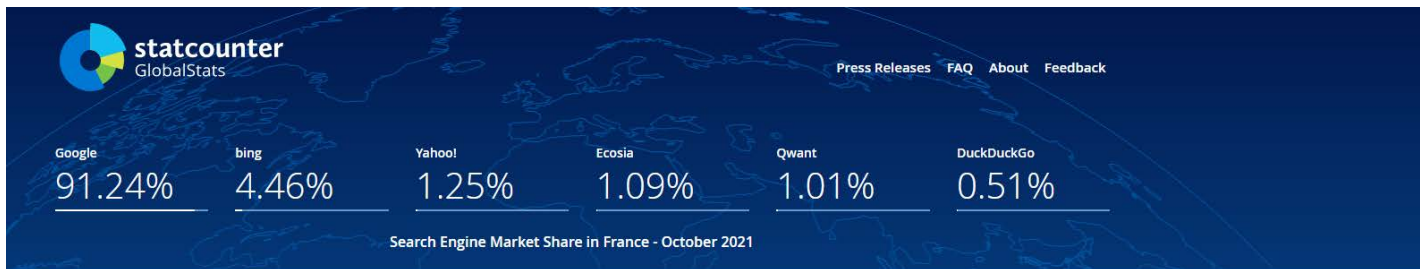 statcounter
GlobalStats
Press Releases FAQ About Feedback
Google bing Yahoo! Ecosia Qwant DuckDuckGo
91.24% 4.46% 1.25% 1.09% 1.01% 0.51%
Search Engine Market Share in France - October 2021